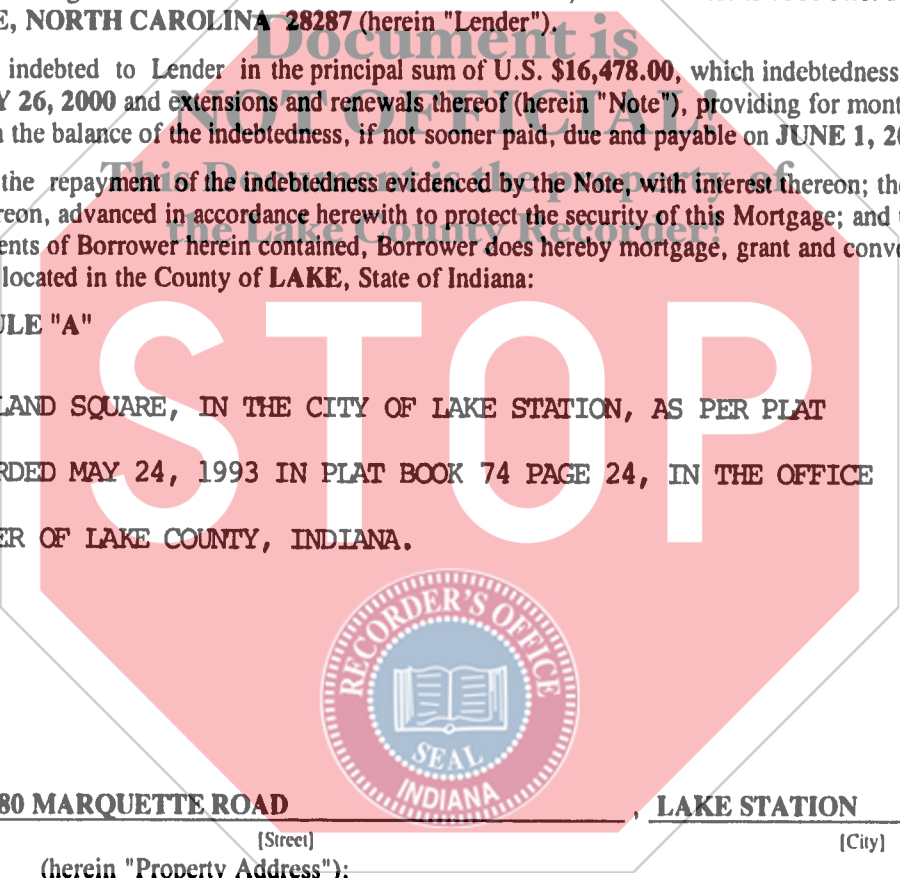 E, NORTH CAROLINA 28287 (herein "Lender").
Document is
indebted to Lender in the principal sum of U.S. $16,478.00, which indebtedness
Y 26, 2000 and extensions and renewals thereof (herein "Note"), providing for mont
NOT OFFICIAL!
the balance of the indebtedness, if not sooner paid, due and payable on JUNE 1, 20
This Document is the property of
the repayment of the indebtedness evidenced by the Note, with interest thereon; the
reon, advanced in accordance herewith to protect the security of this Mortgage; and
the Lake County Recorder!
ents of Borrower herein contained, Borrower does hereby mortgage, grant and conve
located in the County of LAKE, State of Indiana:
ULE "A"
STOP
LAND SQUARE, IN THE CITY OF LAKE STATION, AS PER PLAT
RDED MAY 24, 1993 IN PLAT BOOK 74 PAGE 24, IN THE OFFICE
ER OF LAKE COUNTY, INDIANA.
RECORDER'S OFFICE
SEAL
INDIANA
80 MARQUETTE ROAD , LAKE STATION
[Street] [City]
(herein "Property Address");